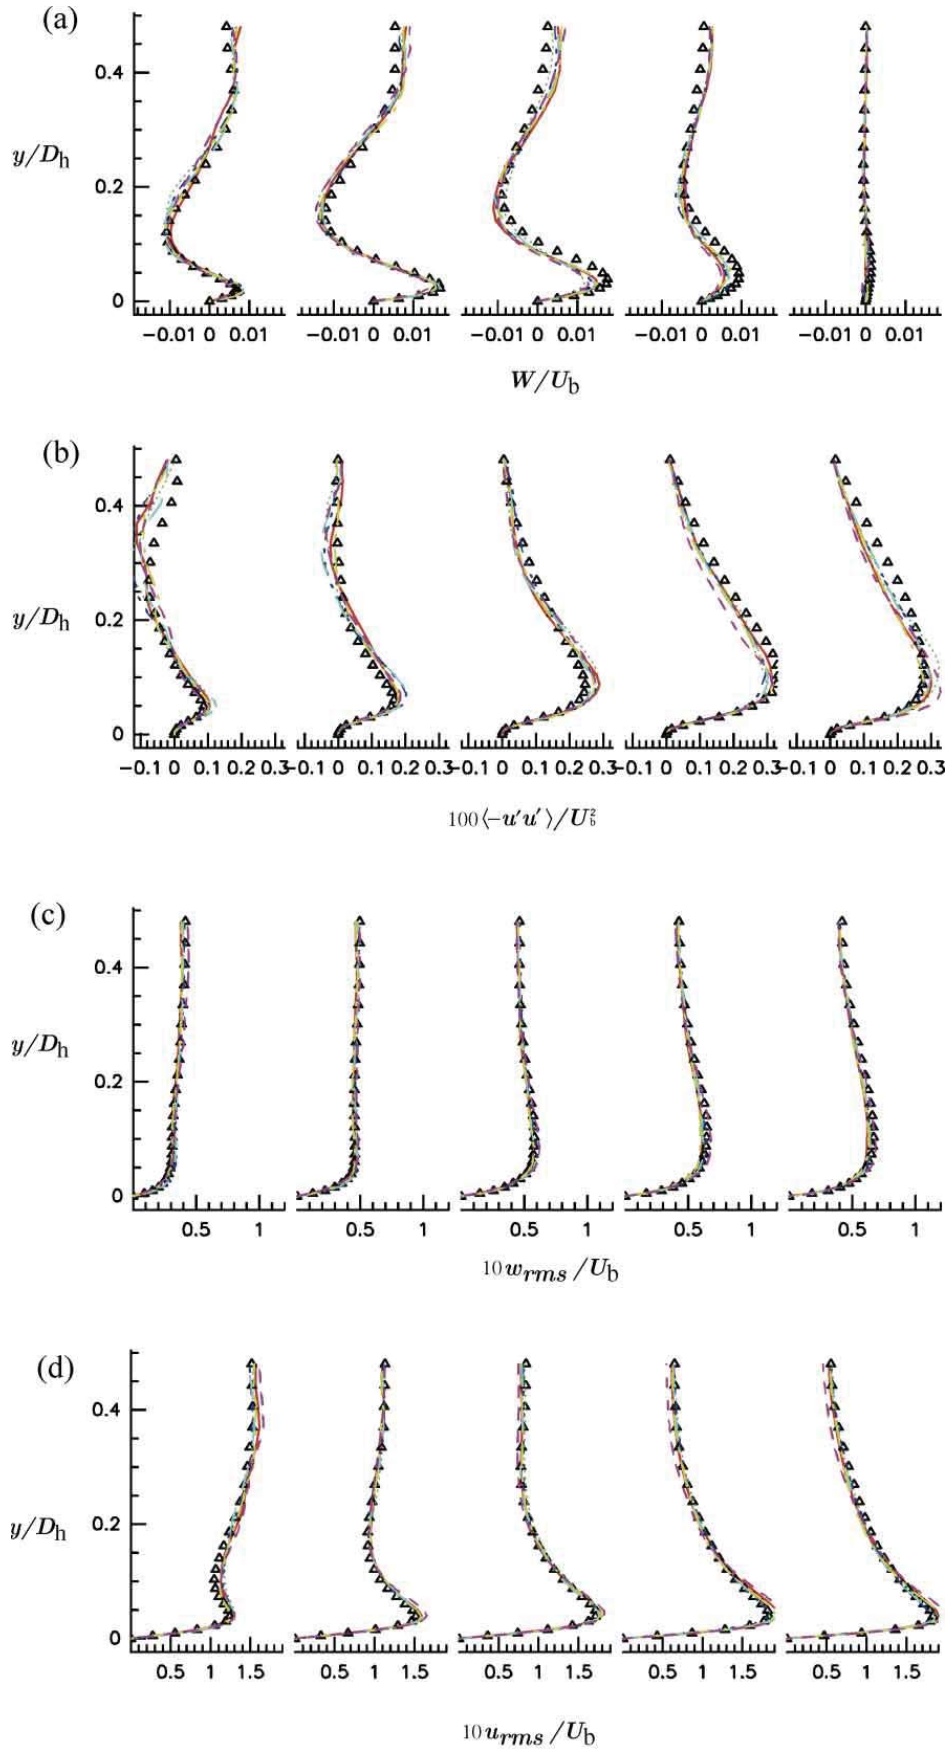 (a)
0.4
y/Dh
0.2
0
−0.01 0 0.01 −0.01 0 0.01 −0.01 0 0.01 −0.01 0 0.01 −0.01 0 0.01
W/Ub
(b)
0.4
y/Dh
0.2
0
−0.1 0 0.1 0.2 0.3 −0.1 0 0.1 0.2 0.3 −0.1 0 0.1 0.2 0.3 −0.1 0 0.1 0.2 0.3 −0.1 0 0.1 0.2 0.3
100⟨−u′u′⟩/U²b
(c)
0.4
y/Dh
0.2
0
0.5 1 0.5 1 0.5 1 0.5 1 0.5 1
10wrms/Ub
(d)
0.4
y/Dh
0.2
0
0.5 1 1.5 0.5 1 1.5 0.5 1 1.5 0.5 1 1.5 0.5 1 1.5
10urms/Ub